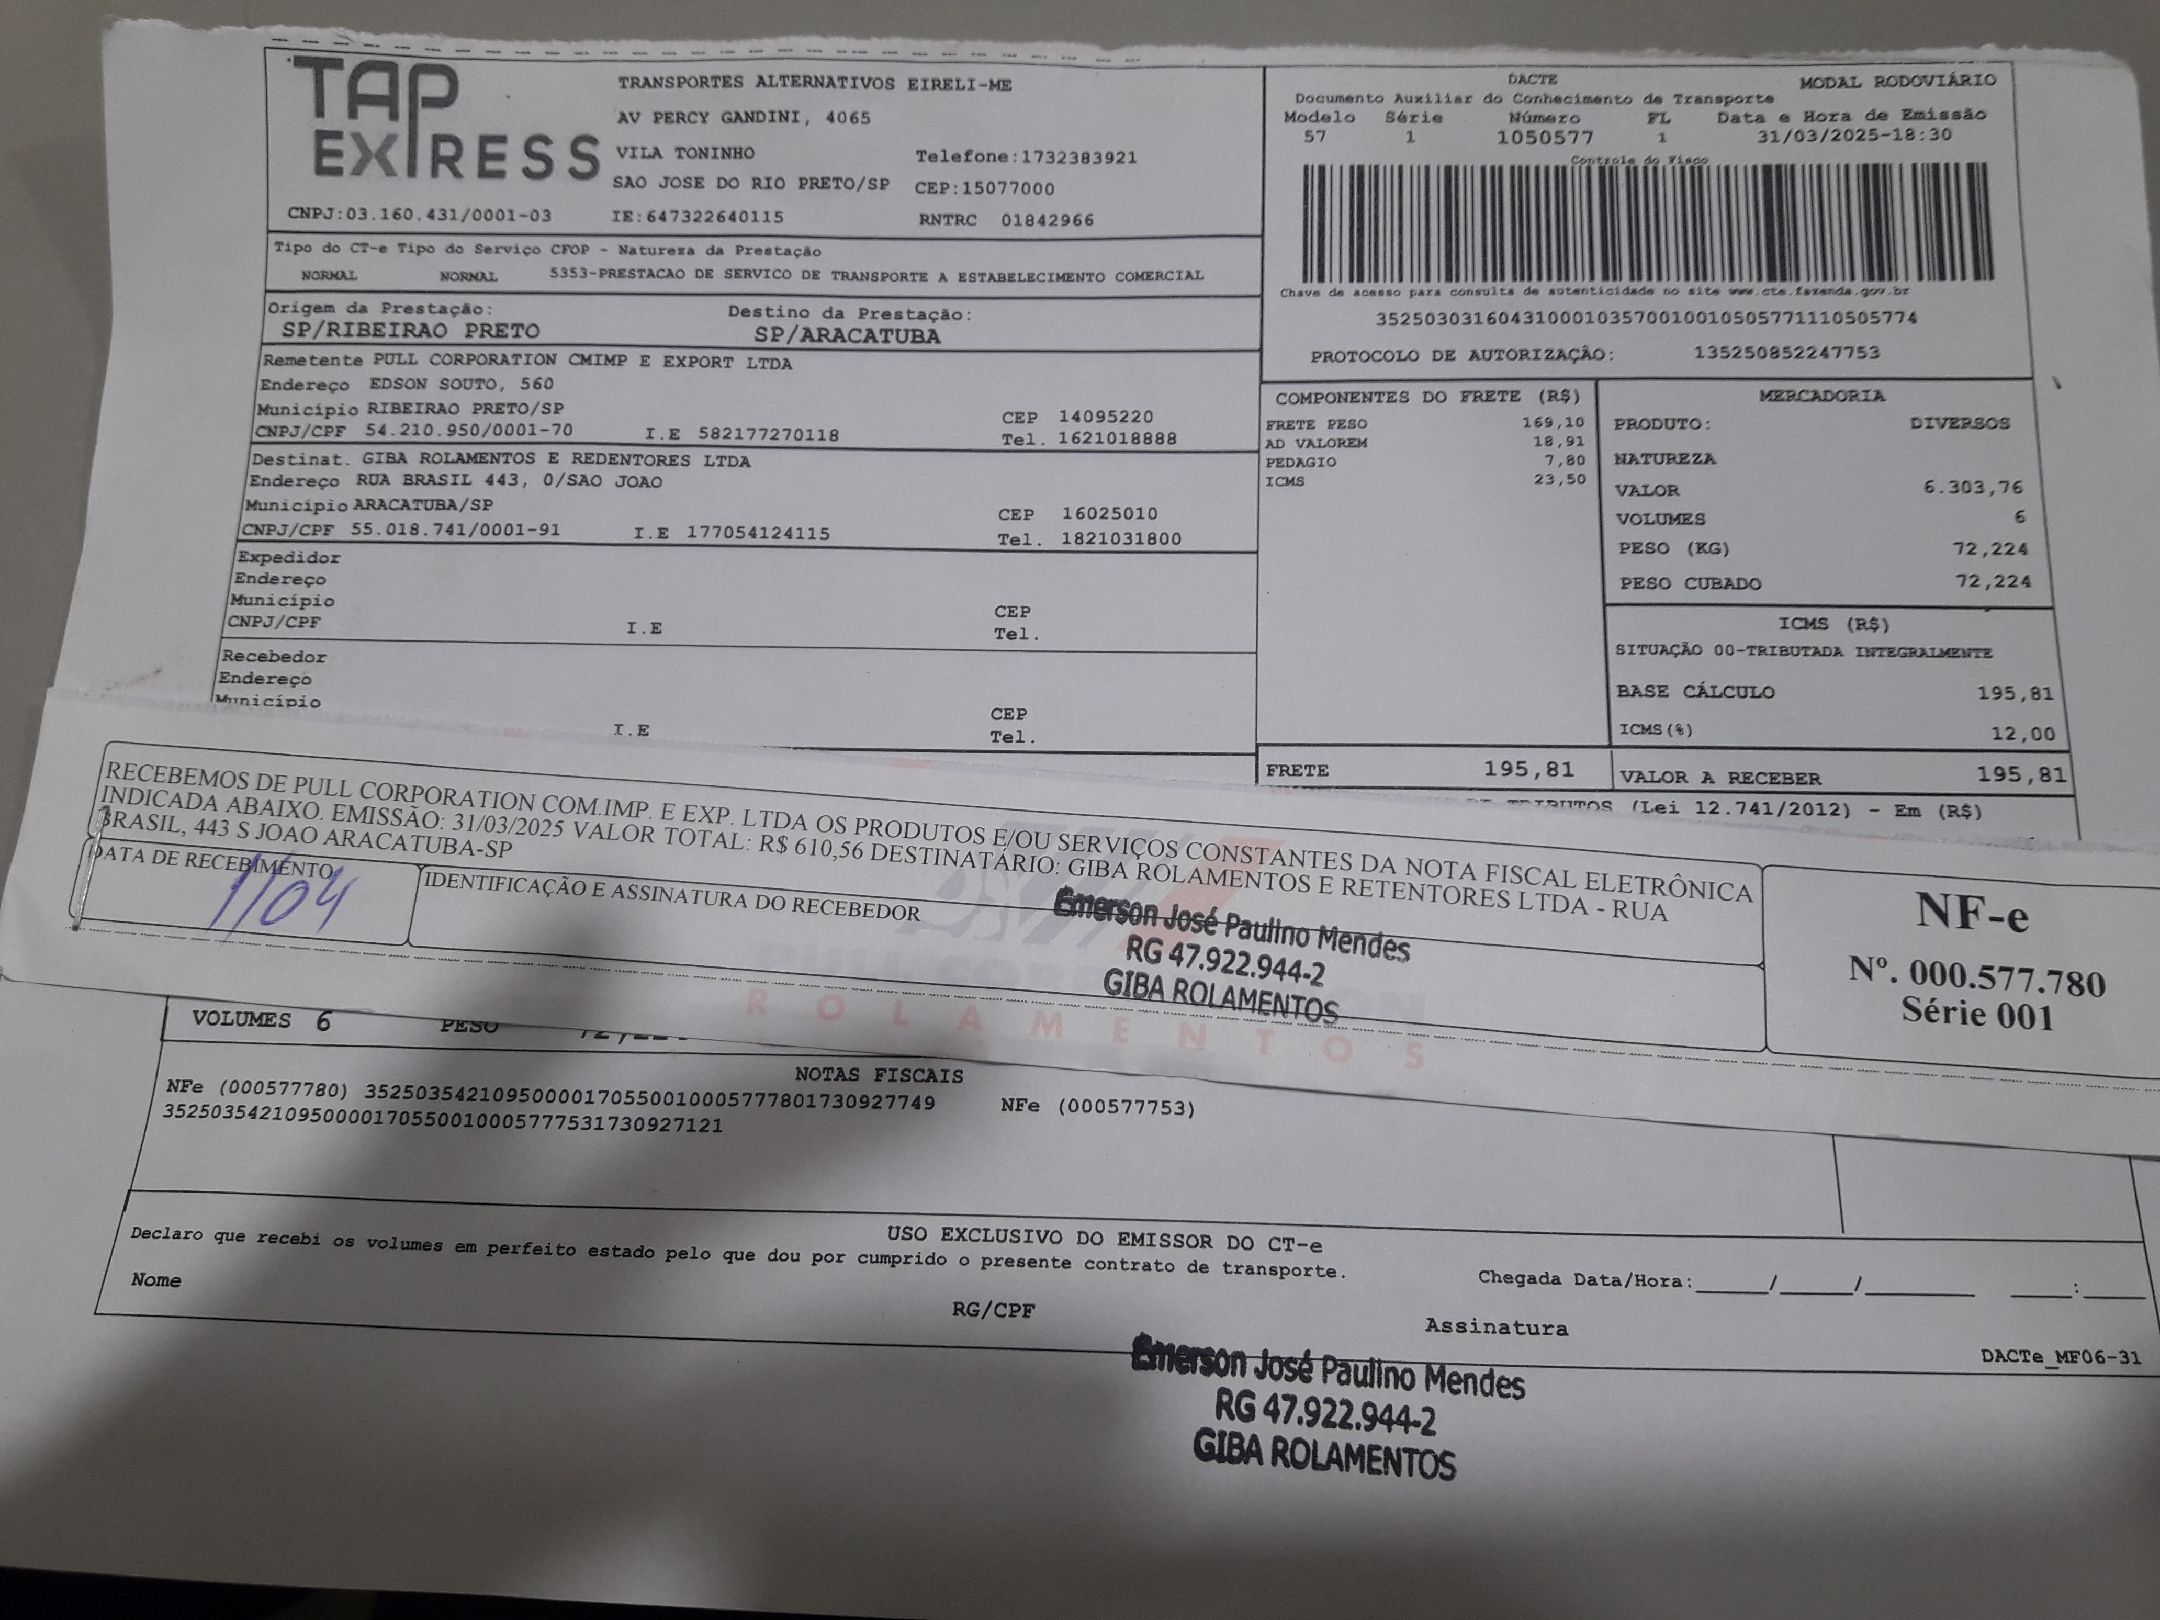 TAP EXPRESS
TRANSPORTES ALTERNATIVOS EIRELI-ME
AV PERCY GANDINI, 4065
VILA TONINHO Telefone:1732383921
SAO JOSE DO RIO PRETO/SP CEP:15077000
CNPJ:03.160.431/0001-03 IE:647322640115 RNTRC 01842966
DACTE MODAL RODOVIÁRIO
Documento Auxiliar do Conhecimento de Transporte
Modelo Série Número FL Data e Hora de Emissão
57 1 1050577 1 31/03/2025-18:30
Controle do Fisco
Chave de acesso para consulta de autenticidade no site www.cte.fazenda.gov.br
35250303160431000103570010010505771110505774
PROTOCOLO DE AUTORIZAÇÃO: 135250852247753
Tipo do CT-e Tipo do Serviço CFOP - Natureza da Prestação
NORMAL NORMAL 5353-PRESTACAO DE SERVICO DE TRANSPORTE A ESTABELECIMENTO COMERCIAL
Origem da Prestação: Destino da Prestação:
SP/RIBEIRAO PRETO SP/ARACATUBA
Remetente PULL CORPORATION CMIMP E EXPORT LTDA
Endereço EDSON SOUTO, 560
Município RIBEIRAO PRETO/SP CEP 14095220
CNPJ/CPF 54.210.950/0001-70 I.E 582177270118 Tel. 1621018888
Destinat. GIBA ROLAMENTOS E REDENTORES LTDA
Endereço RUA BRASIL 443, 0/SAO JOAO
Município ARACATUBA/SP CEP 16025010
CNPJ/CPF 55.018.741/0001-91 I.E 177054124115 Tel. 1821031800
Expedidor
Endereço
Município CEP
CNPJ/CPF I.E Tel.
Recebedor
Endereço
Município CEP
I.E Tel.
COMPONENTES DO FRETE (R$)
FRETE PESO 169,10
AD VALOREM 18,91
PEDAGIO 7,80
ICMS 23,50
MERCADORIA
PRODUTO: DIVERSOS
NATUREZA
VALOR 6.303,76
VOLUMES 6
PESO (KG) 72,224
PESO CUBADO 72,224
ICMS (R$)
SITUAÇÃO 00-TRIBUTADA INTEGRALMENTE
BASE CÁLCULO 195,81
ICMS(%) 12,00
FRETE 195,81 VALOR A RECEBER 195,81
DE TRIBUTOS (Lei 12.741/2012) - Em (R$)
RECEBEMOS DE PULL CORPORATION COM.IMP. E EXP. LTDA OS PRODUTOS E/OU SERVIÇOS CONSTANTES DA NOTA FISCAL ELETRÔNICA
INDICADA ABAIXO. EMISSÃO: 31/03/2025 VALOR TOTAL: R$ 610,56 DESTINATÁRIO: GIBA ROLAMENTOS E RETENTORES LTDA - RUA
BRASIL, 443 S JOAO ARACATUBA-SP
DATA DE RECEBIMENTO
1/04
IDENTIFICAÇÃO E ASSINATURA DO RECEBEDOR
Emerson José Paulino Mendes
RG 47.922.944-2
GIBA ROLAMENTOS
ROLAMENTOS
NF-e
Nº. 000.577.780
Série 001
VOLUMES 6 PESO
NOTAS FISCAIS
NFe (000577780) 35250354210950000170550010005777801730927749 NFe (000577753)
35250354210950000170550010005777531730927121
USO EXCLUSIVO DO EMISSOR DO CT-e
Declaro que recebi os volumes em perfeito estado pelo que dou por cumprido o presente contrato de transporte.
Chegada Data/Hora:____/____/______ ____:____
Nome RG/CPF Assinatura
DACTe_MF06-31
Emerson José Paulino Mendes
RG 47.922.944-2
GIBA ROLAMENTOS